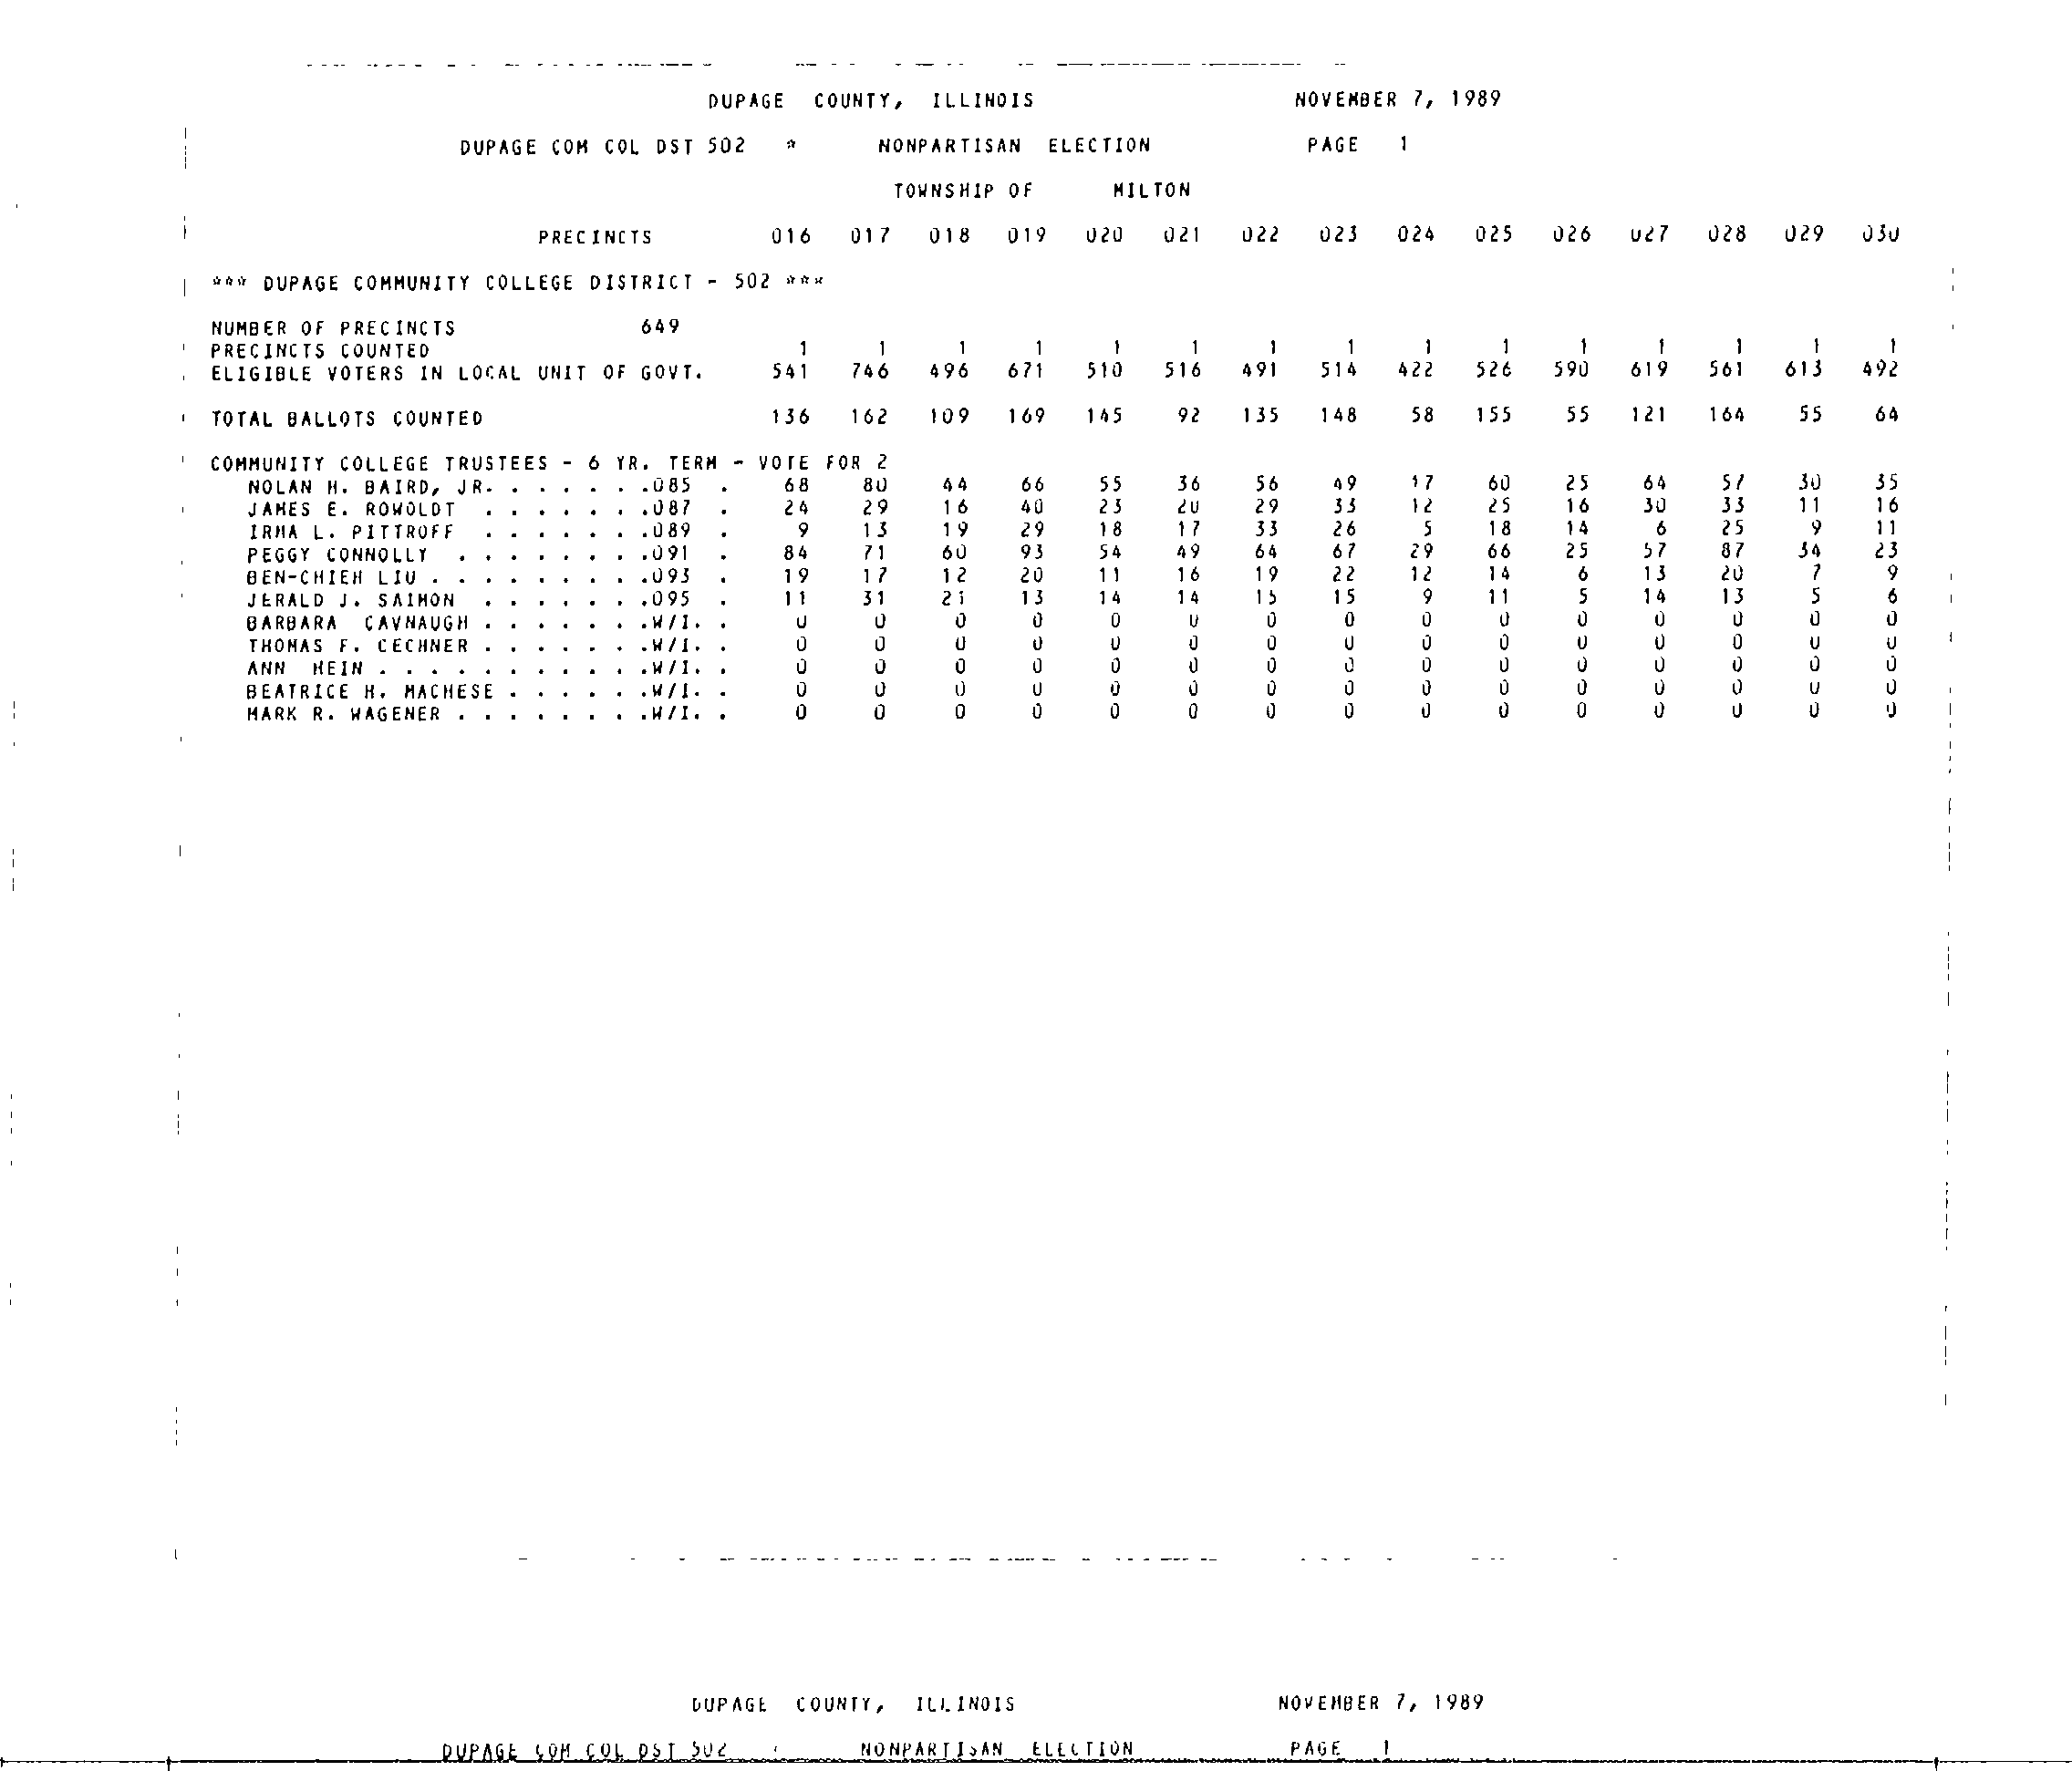 DUPAGE COUNTY, ILLINOIS NOVEMBER 7, 1989
DUPAGE COM COL DST 502 * NONPARTISAN ELECTION PAGE 1
TOWNSHIP OF MILTON
PRECINCTS 016 017 018 019 020 021 022 023 024 025 026 027 028 029 030
*** DUPAGE COMMUNITY COLLEGE DISTRICT - 502 ***
NUMBER OF PRECINCTS 649
PRECINCTS COUNTED 1 1 1 1 1 1 1 1 1 1 1 1 1 1 1
ELIGIBLE VOTERS IN LOCAL UNIT OF GOVT. 541 746 496 671 510 516 491 514 422 526 590 619 561 613 492
TOTAL BALLOTS COUNTED 136 162 109 169 145 92 135 148 58 155 55 121 164 55 64
COMMUNITY COLLEGE TRUSTEES - 6 YR. TERM - VOTE FOR 2
NOLAN H. BAIRD, JR. . . . . . .085 . 68 80 44 66 55 36 56 49 17 60 25 64 57 30 35
JAMES E. ROWOLDT . . . . . . .087 . 24 29 16 40 23 20 29 33 12 25 16 30 33 11 16
IRMA L. PITTROFF . . . . . . .089 . 9 13 19 29 18 17 33 26 5 18 14 6 25 9 11
PEGGY CONNOLLY . . . . . . . .091 . 84 71 60 93 54 49 64 67 29 66 25 57 87 34 23
BEN-CHIEH LIU . . . . . . . . .093 . 19 17 12 20 11 16 19 22 12 14 6 13 20 7 9
JERALD J. SAIMON . . . . . . .095 . 11 31 21 13 14 14 15 15 9 11 5 14 13 5 6
BARBARA CAVNAUGH . . . . . . .W/I. . 0 0 0 0 0 0 0 0 0 0 0 0 0 0 0
THOMAS F. CECHNER . . . . . . .W/I. . 0 0 0 0 0 0 0 0 0 0 0 0 0 0 0
ANN HEIN . . . . . . . . . . .W/I. . 0 0 0 0 0 0 0 0 0 0 0 0 0 0 0
BEATRICE H. MACHESE . . . . . .W/I. . 0 0 0 0 0 0 0 0 0 0 0 0 0 0 0
MARK R. WAGENER . . . . . . . .W/I. . 0 0 0 0 0 0 0 0 0 0 0 0 0 0 0
DUPAGE COUNTY, ILLINOIS NOVEMBER 7, 1989
DUPAGE COM COL DST 502 NONPARTISAN ELECTION PAGE 1